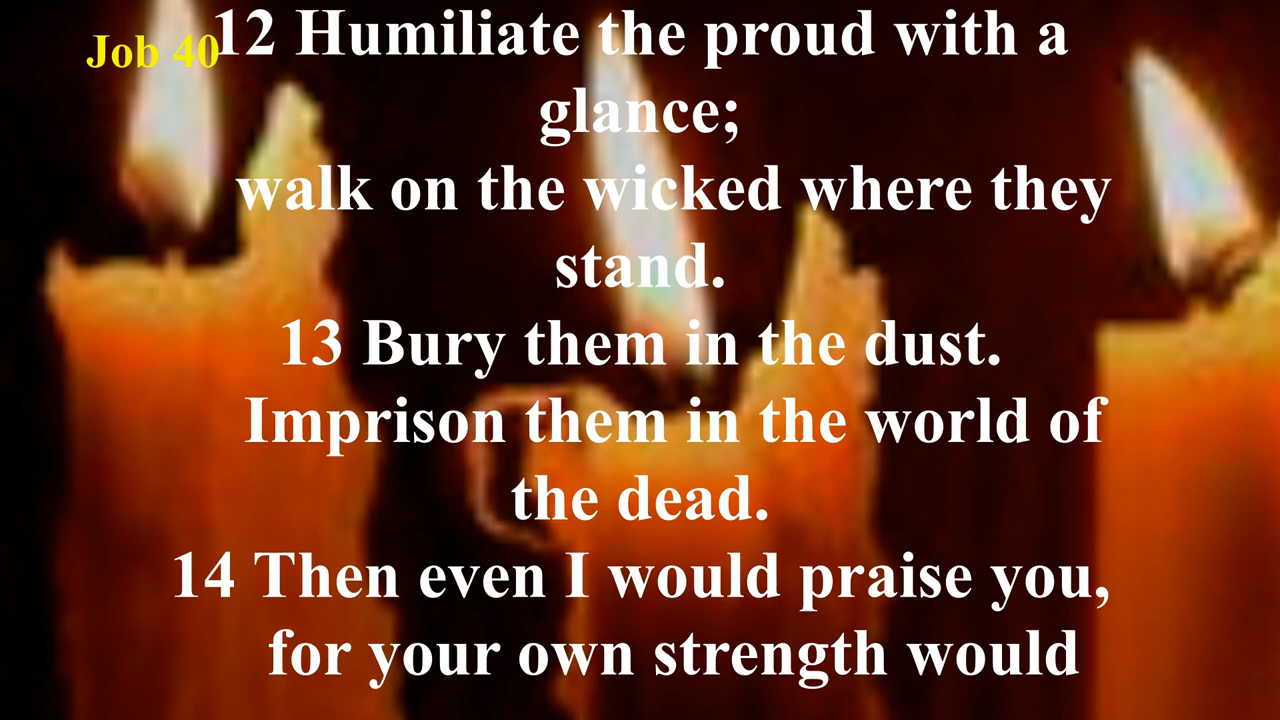 Job 40
12 Humiliate the proud with a
glance;
walk on the wicked where they
stand.
13 Bury them in the dust.
Imprison them in the world of
the dead.
14 Then even I would praise you,
for your own strength would